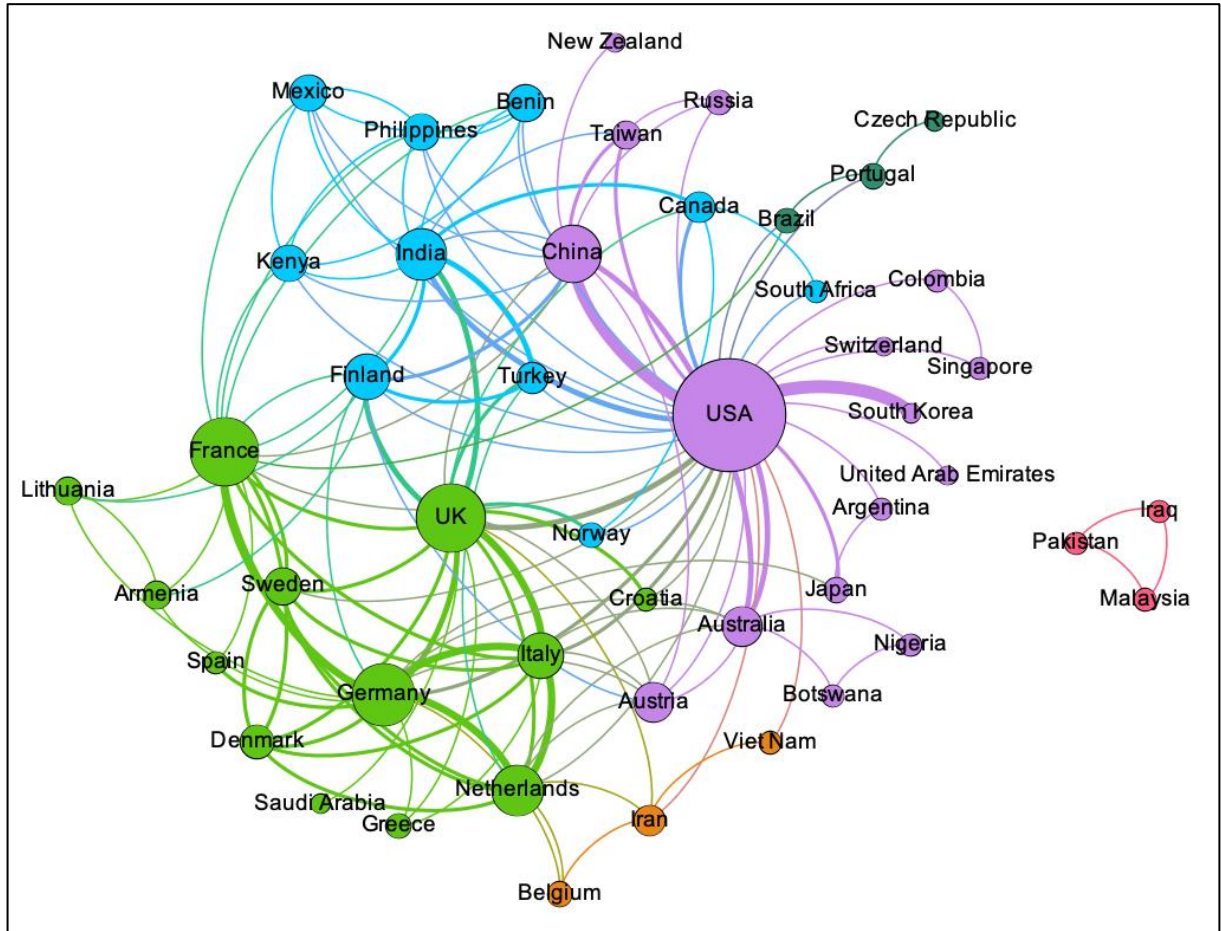 New Zealand
Mexico
Benin
Russia
Philippines
Taiwan
Czech Republic
Portugal
Canada
Brazil
India
China
Kenya
South Africa
Colombia
Switzerland
Singapore
Finland
Turkey
USA
South Korea
France
United Arab Emirates
Lithuania
Argentina
UK
Norway
Iraq
Pakistan
Sweden
Armenia
Croatia
Japan
Malaysia
Australia
Nigeria
Spain
Italy
Germany
Austria
Botswana
Denmark
Viet Nam
Netherlands
Saudi Arabia
Greece
Iran
Belgium